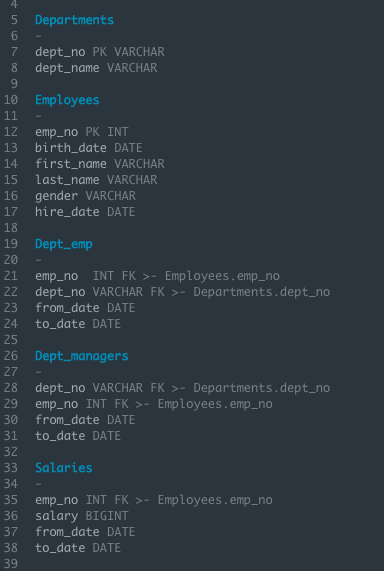 4
5 Departments
6 -
7 dept_no PK VARCHAR
8 dept_name VARCHAR
9
10 Employees
11 -
12 emp_no PK INT
13 birth_date DATE
14 first_name VARCHAR
15 last_name VARCHAR
16 gender VARCHAR
17 hire_date DATE
18
19 Dept_emp
20 -
21 emp_no  INT FK >- Employees.emp_no
22 dept_no VARCHAR FK >- Departments.dept_no
23 from_date DATE
24 to_date DATE
25
26 Dept_managers
27 -
28 dept_no VARCHAR FK >- Departments.dept_no
29 emp_no INT FK >- Employees.emp_no
30 from_date DATE
31 to_date DATE
32
33 Salaries
34 -
35 emp_no INT FK >- Employees.emp_no
36 salary BIGINT
37 from_date DATE
38 to_date DATE
39